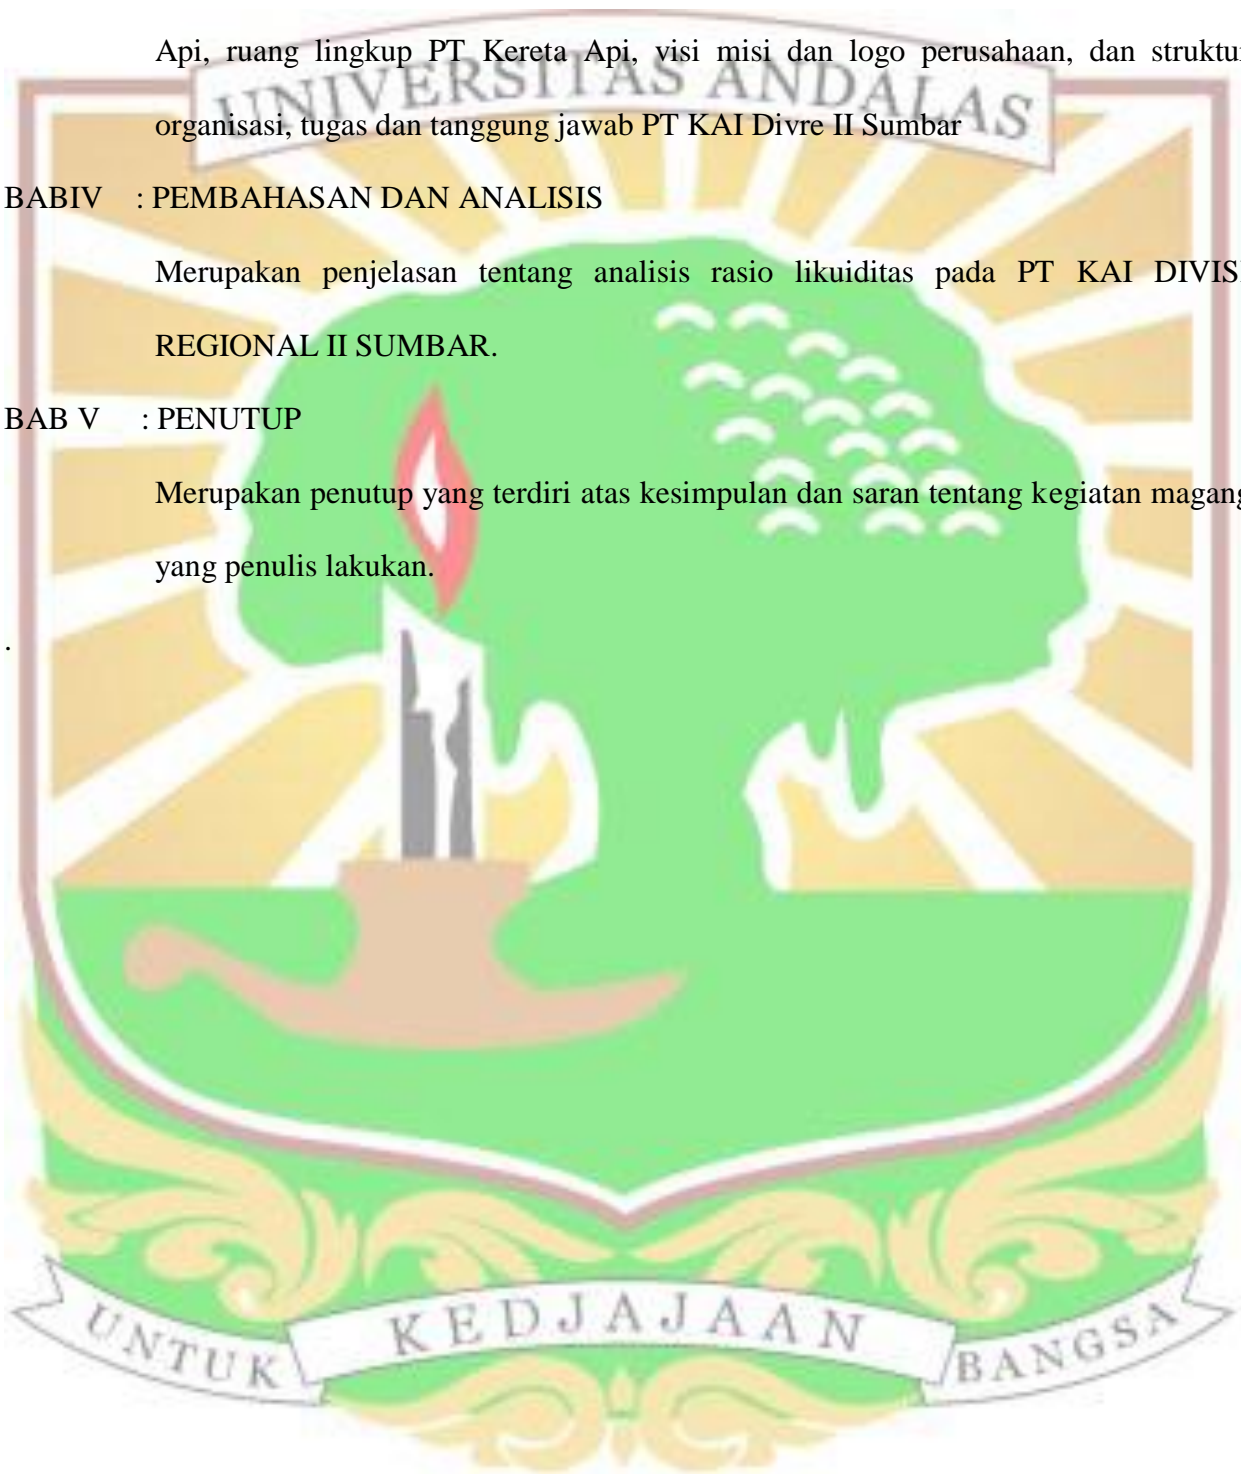 Api, ruang lingkup PT Kereta Api, visi misi dan logo perusahaan, dan struktur
UNIVERSITAS ANDALAS
organisasi, tugas dan tanggung jawab PT KAI Divre II Sumbar
BABIV : PEMBAHASAN DAN ANALISIS
Merupakan penjelasan tentang analisis rasio likuiditas pada PT KAI DIVISI
REGIONAL II SUMBAR.
BAB V : PENUTUP
Merupakan penutup yang terdiri atas kesimpulan dan saran tentang kegiatan magang
yang penulis lakukan.
.
UNTUK KEDJAJAAN BANGSA